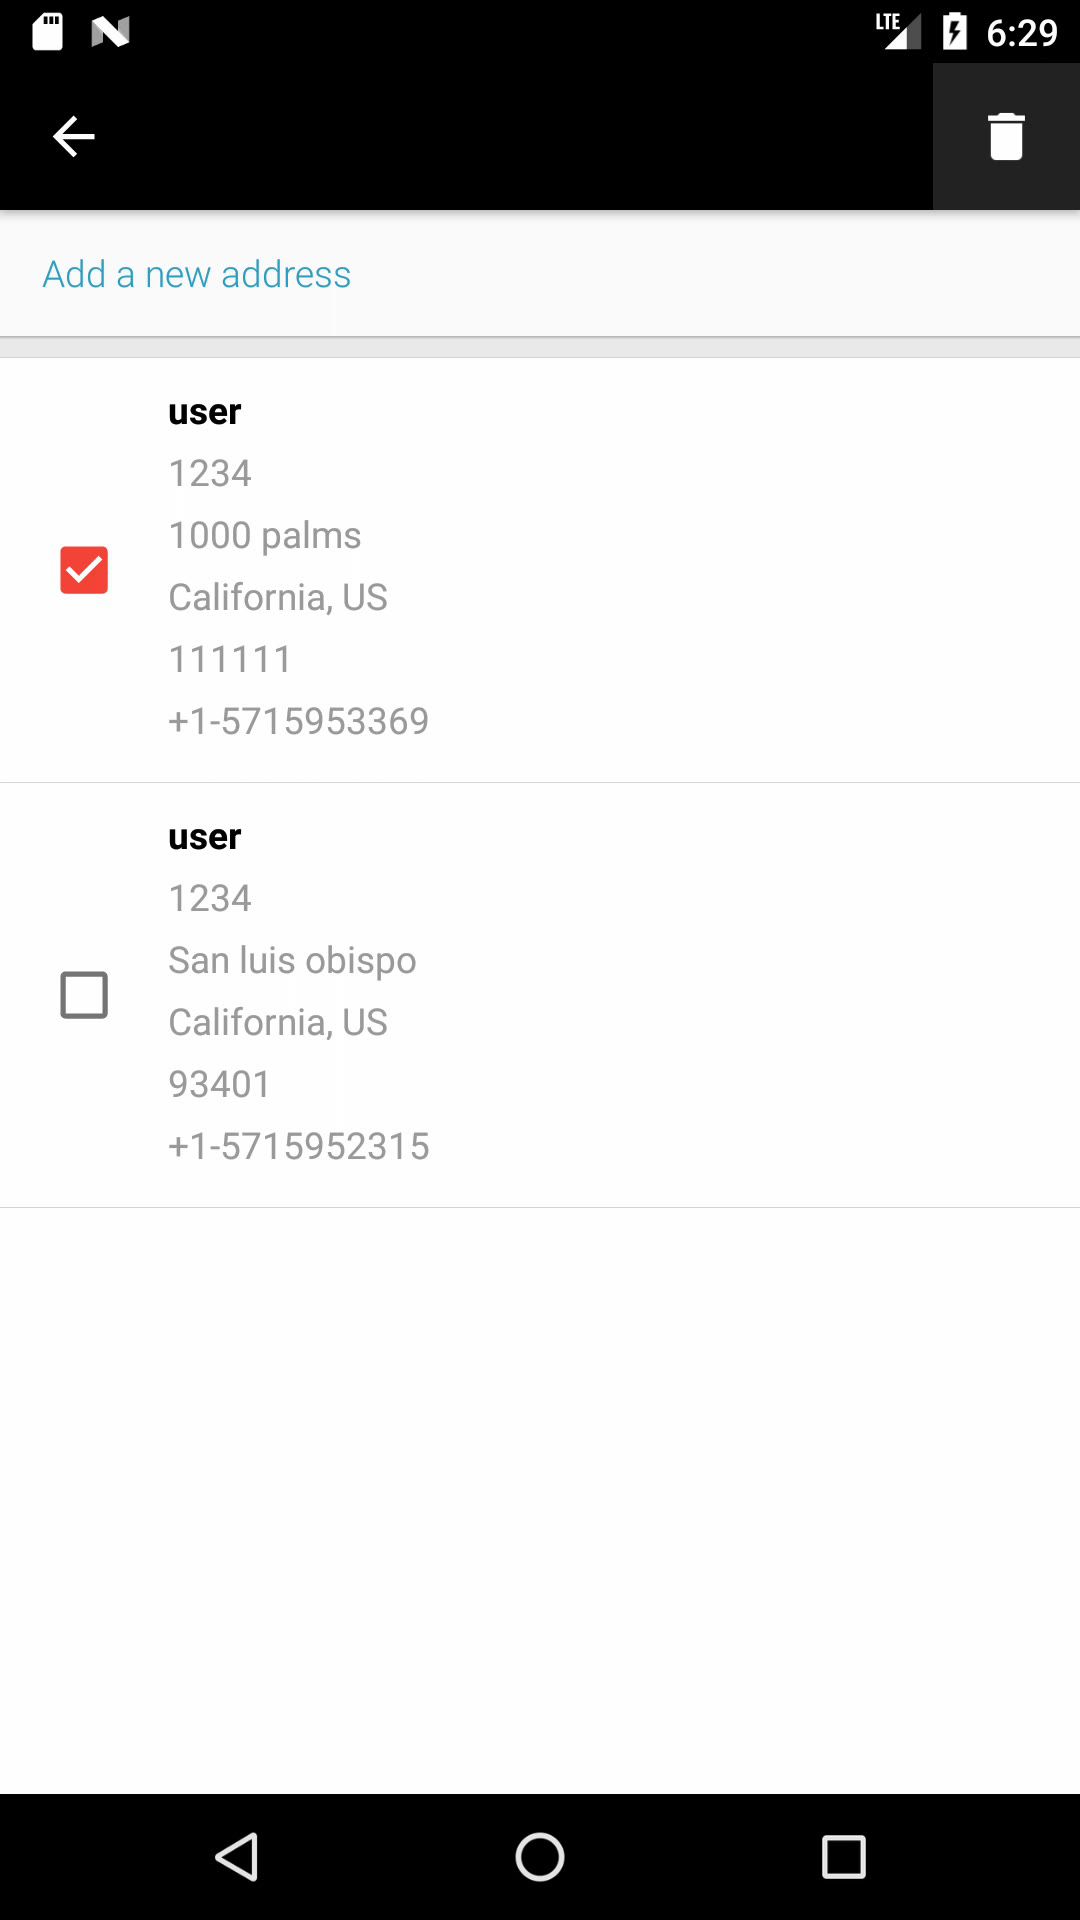 LTE 6:29
Add a new address
user
1234
1000 palms
California, US
111111
+1-5715953369
user
1234
San luis obispo
California, US
93401
+1-5715952315